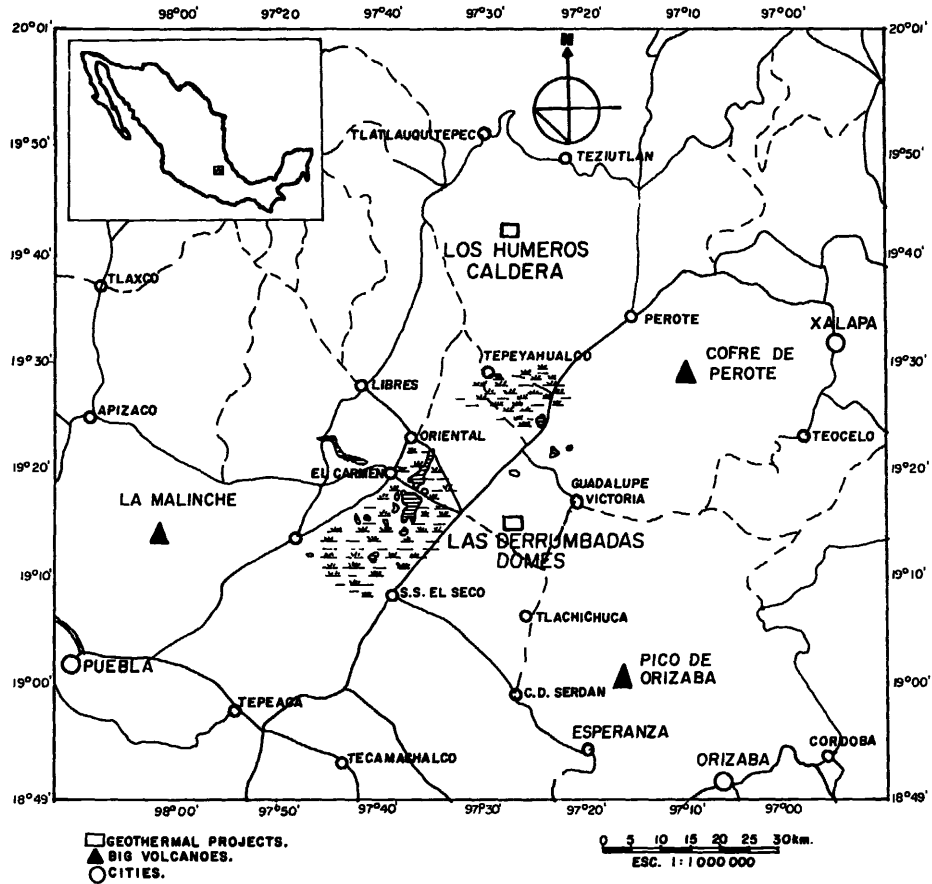 98°00' 97°20 97°40' 97°30' 97°20' 97°10' 97°00'
20°01 20°01'
N
TLATLAUQUITEPEC
19°50' 19°50'
TEZIUTLAN
19°40' 19°40'
LOS HUMEROS
CALDERA
TLAXCO
PEROTE
XALAPA
TEPEYAHUALCO
19°30' 19°30'
COFRE DE
PEROTE
LIBRES
APIZACO
ORIENTAL
TEOCELO
19°20' 19°20'
EL CARMEN
GUADALUPE
VICTORIA
LA MALINCHE
LAS DERRUMBADAS
DOMES
19°10' 19°10'
S.S. EL SECO
TLACHICHUCA
PUEBLA
PICO DE
ORIZABA
19°00' 19°00'
C.D. SERDAN
TEPEACA
ESPERANZA
CORDOBA
TECAMACHALCO
ORIZABA
18°49' 18°49'
98°00' 97°50' 97°40' 97°30' 97°20' 97°10' 97°00'
GEOTHERMAL PROJECTS.
BIG VOLCANOES.
CITIES.
0 5 10 15 20 25 30 km.
ESC. 1:1000000